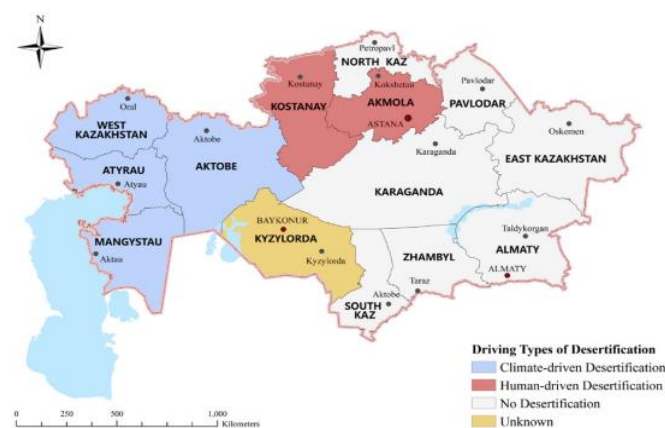 N
Petropavl
NORTH KAZ
Kostanay
Kokshetau
Pavlodar
KOSTANAY
AKMOLA
PAVLODAR
ASTANA
Oral
WEST
KAZAKHSTAN
Aktobe
AKTOBE
Oskemen
EAST KAZAKHSTAN
Karaganda
KARAGANDA
ATYRAU
Atyau
MANGYSTAU
Aktau
BAYKONUR
KYZYLORDA
Kyzylorda
Taldykorgan
ALMATY
ALMATY
ZHAMBYL
Taraz
SOUTH
KAZ
Aktobe
Driving Types of Desertification
Climate-driven Desertification
Human-driven Desertification
No Desertification
Unknown
0 250 500 1,000
Kilometers